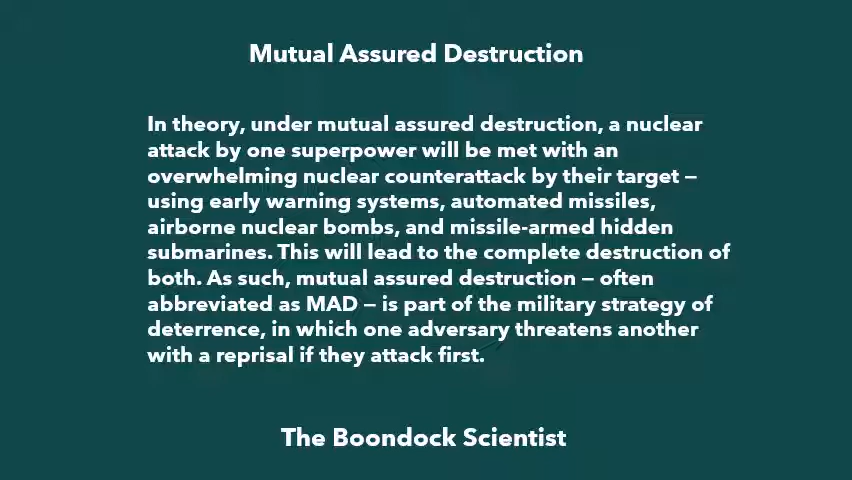 Mutual Assured Destruction
In theory, under mutual assured destruction, a nuclear
attack by one superpower will be met with an
overwhelming nuclear counterattack by their target –
using early warning systems, automated missiles,
airborne nuclear bombs, and missile-armed hidden
submarines. This will lead to the complete destruction of
both. As such, mutual assured destruction – often
abbreviated as MAD – is part of the military strategy of
deterrence, in which one adversary threatens another
with a reprisal if they attack first.
The Boondock Scientist